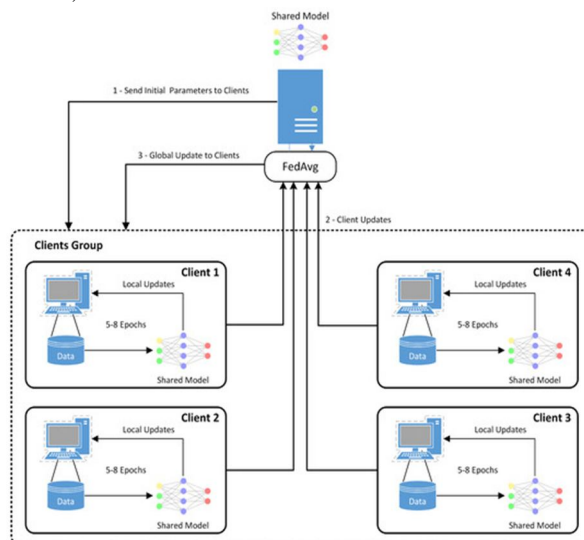 Shared Model
1 - Send Initial Parameters to Clients
3 - Global Update to Clients
FedAvg
2 - Client Updates
Clients Group
Client 1
Local Updates
5-8 Epochs
Data
Shared Model
Client 4
Local Updates
5-8 Epochs
Data
Shared Model
Client 2
Local Updates
5-8 Epochs
Data
Shared Model
Client 3
Local Updates
5-8 Epochs
Data
Shared Model